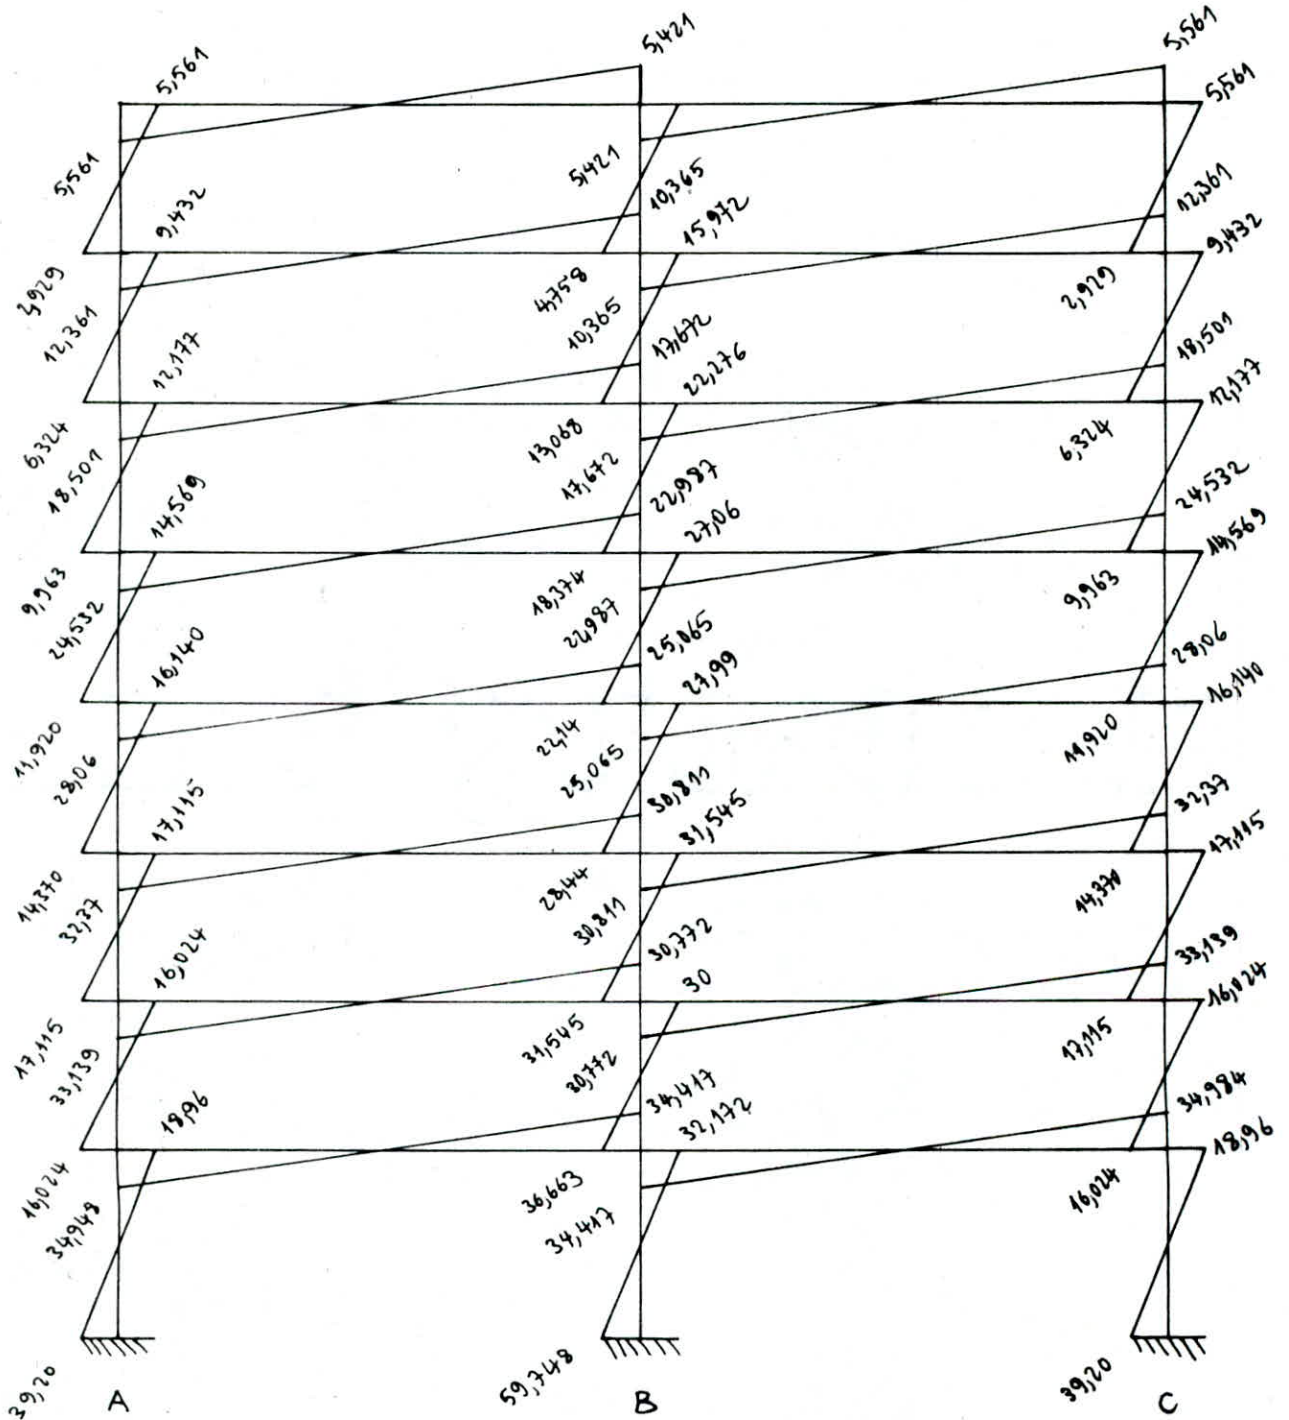 5,561 5,421 5,561
5,561
5,561 5,421 10,365 12,361
9,432 15,972 9,432
2,929 4,758 2,929
12,361 10,365 17,672 18,501
12,177 22,276 12,177
6,324 13,068 6,324
18,501 17,672 22,987 24,532
14,569 27,06 14,569
9,963 18,374 9,963
24,532 22,987 25,065 28,06
16,140 27,99 16,140
11,920 22,14 11,920
28,06 25,065 30,811 32,37
17,115 31,545 17,115
14,370 28,44 14,370
32,37 30,811 30,772 33,139
16,024 30 16,024
17,115 31,545 17,115
33,139 30,772 34,417 34,984
18,96 32,172 18,96
16,024 36,663 16,024
34,948 34,417
39,20 59,748 39,20
A B C